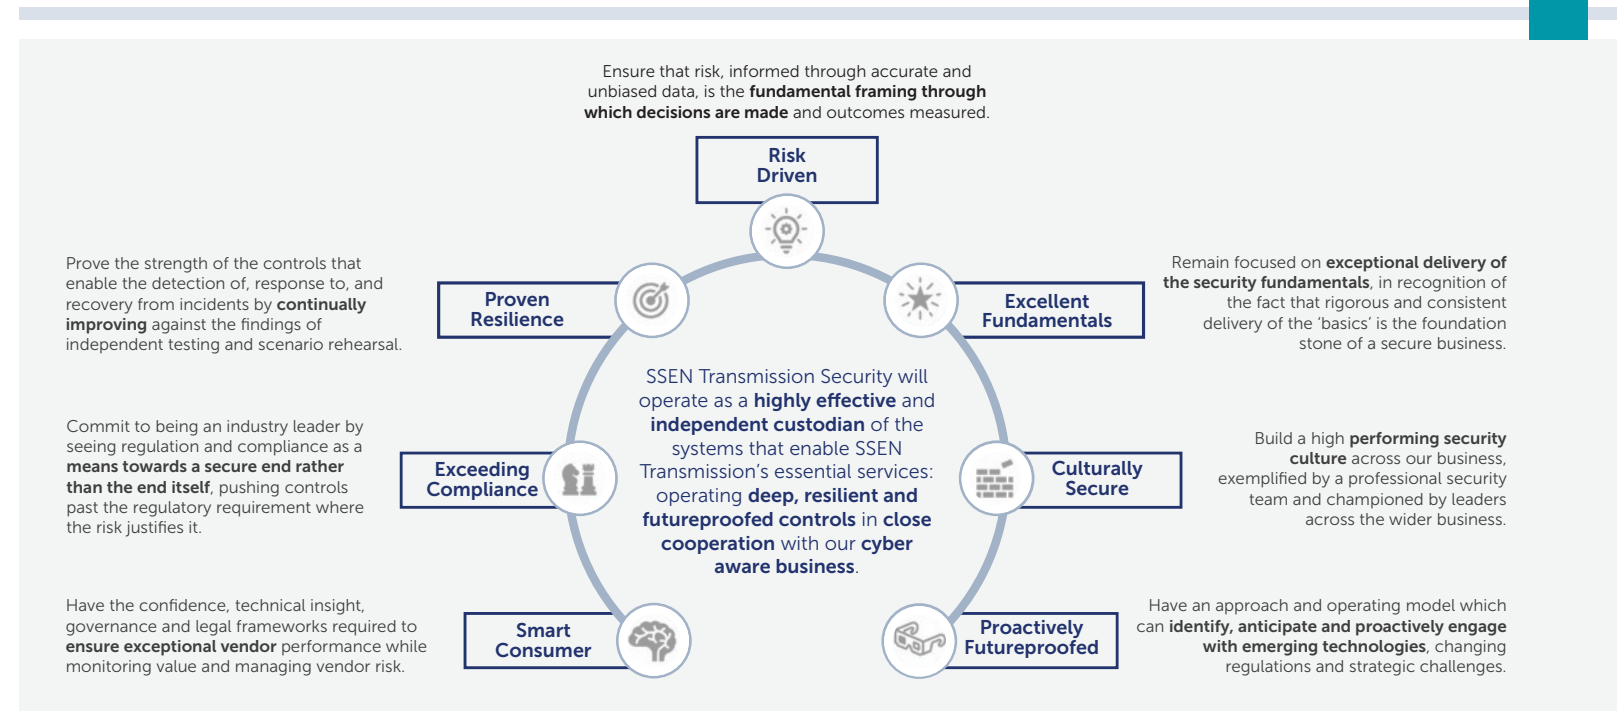 Ensure that risk, informed through accurate and
unbiased data, is the fundamental framing through
which decisions are made and outcomes measured.
Risk
Driven
Prove the strength of the controls that
enable the detection of, response to, and
recovery from incidents by continually
improving against the findings of
independent testing and scenario rehearsal.
Proven
Resilience
Excellent
Fundamentals
Remain focused on exceptional delivery of
the security fundamentals, in recognition of
the fact that rigorous and consistent
delivery of the ‘basics’ is the foundation
stone of a secure business.
SSEN Transmission Security will
operate as a highly effective and
independent custodian of the
systems that enable SSEN
Transmission’s essential services:
operating deep, resilient and
futureproofed controls in close
cooperation with our cyber
aware business.
Commit to being an industry leader by
seeing regulation and compliance as a
means towards a secure end rather
than the end itself, pushing controls
past the regulatory requirement where
the risk justifies it.
Exceeding
Compliance
Culturally
Secure
Build a high performing security
culture across our business,
exemplified by a professional security
team and championed by leaders
across the wider business.
Have the confidence, technical insight,
governance and legal frameworks required to
ensure exceptional vendor performance while
monitoring value and managing vendor risk.
Smart
Consumer
Proactively
Futureproofed
Have an approach and operating model which
can identify, anticipate and proactively engage
with emerging technologies, changing
regulations and strategic challenges.